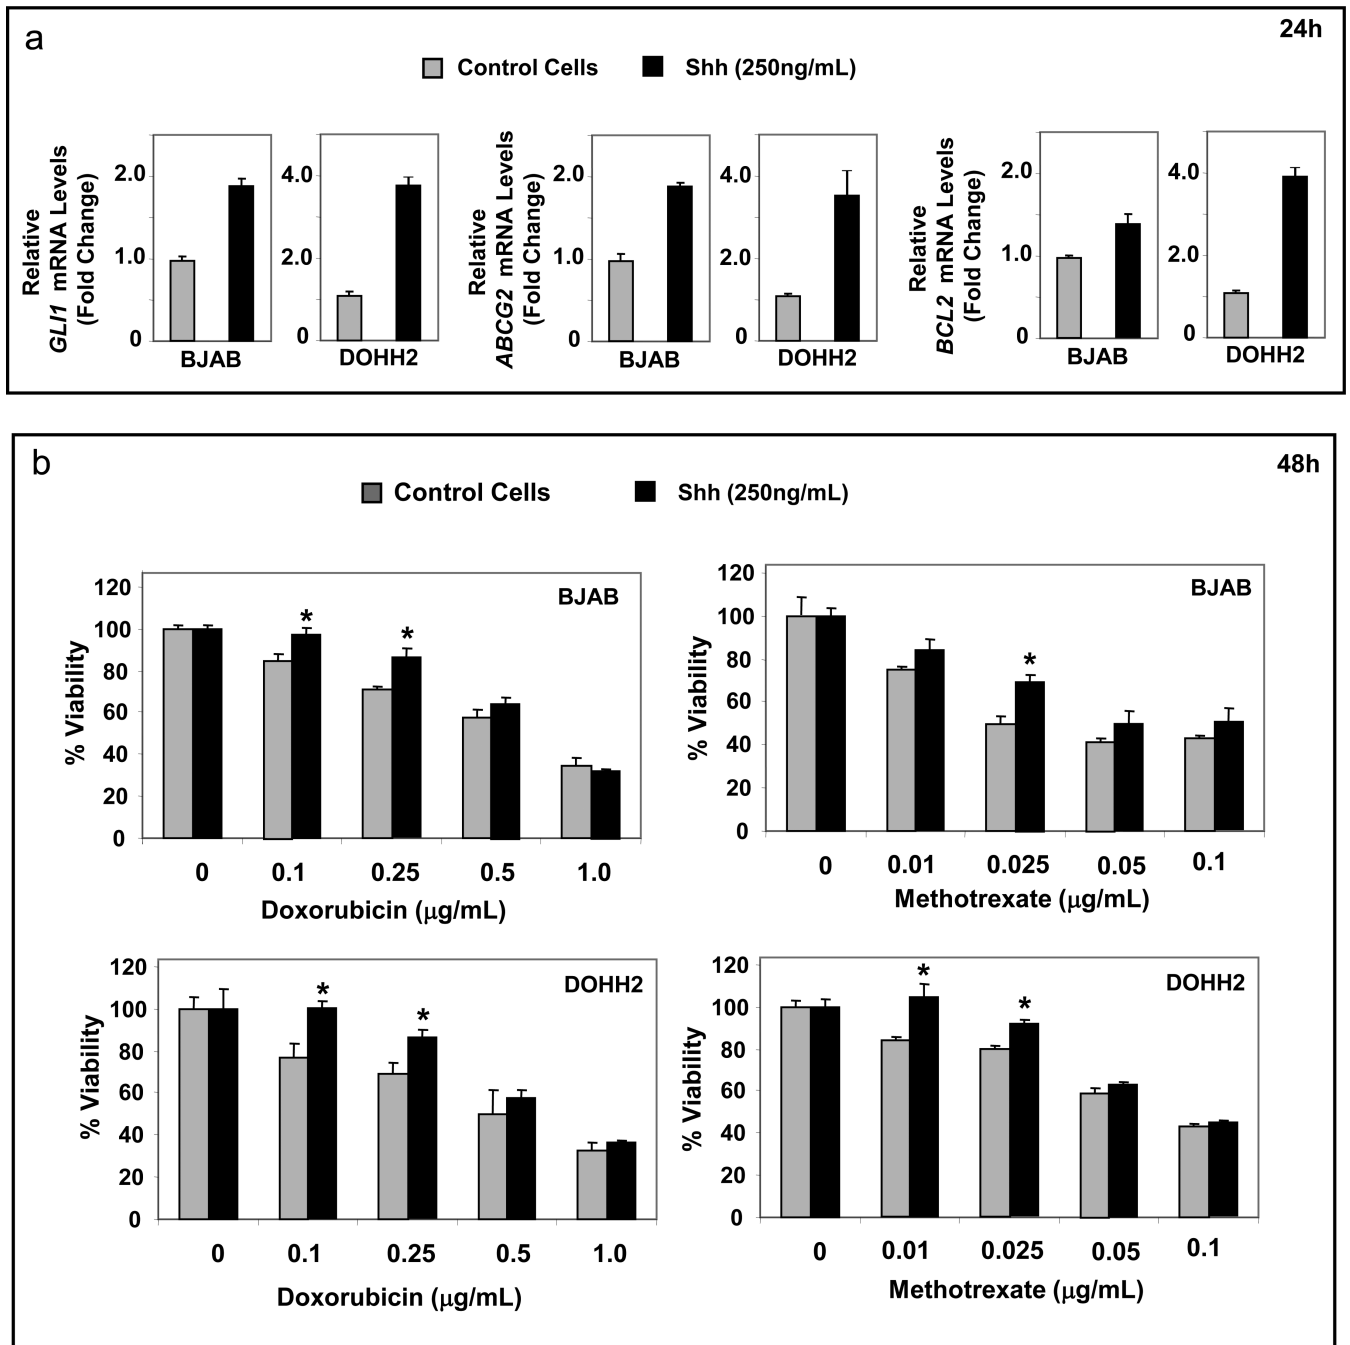 a
24h
Control Cells
Shh (250ng/mL)
Relative
GLI1 mRNA Levels
(Fold Change)
2.0
1.0
0
BJAB
4.0
2.0
0
DOHH2
Relative
ABCG2 mRNA Levels
(Fold Change)
2.0
1.0
0
BJAB
4.0
2.0
0
DOHH2
Relative
BCL2 mRNA Levels
(Fold Change)
2.0
1.0
0
BJAB
4.0
2.0
0
DOHH2
b
48h
Control Cells
Shh (250ng/mL)
% Viability
120
100
80
60
40
20
0
BJAB
*
*
0 0.1 0.25 0.5 1.0
Doxorubicin (µg/mL)
% Viability
120
100
80
60
40
20
0
BJAB
*
0 0.01 0.025 0.05 0.1
Methotrexate (µg/mL)
% Viability
120
100
80
60
40
20
0
DOHH2
*
*
0 0.1 0.25 0.5 1.0
Doxorubicin (µg/mL)
% Viability
120
100
80
60
40
20
0
DOHH2
*
*
0 0.01 0.025 0.05 0.1
Methotrexate (µg/mL)